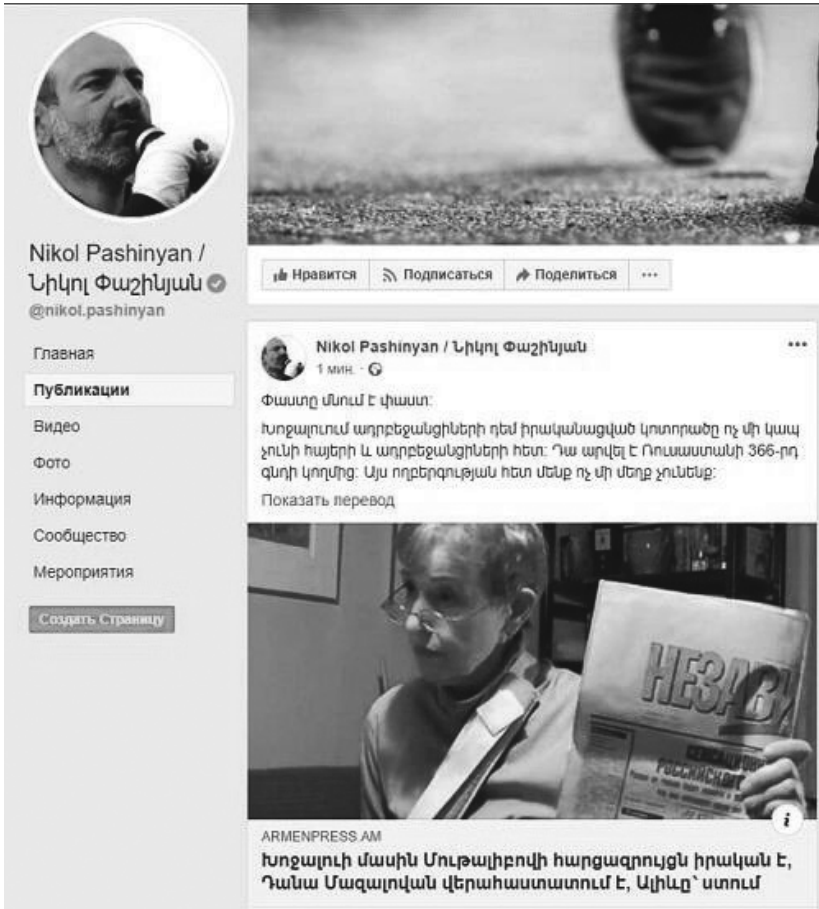 Nikol Pashinyan /
Նիկոլ Փաշինյան
@nikol.pashinyan
Главная
Публикации
Видео
Фото
Информация
Сообщество
Мероприятия
Создать Страницу
Нравится
Подписаться
Поделиться
Nikol Pashinyan / Նիկոլ Փաշինյան
1 мин.
Փաստը մնում է փաստ:
Խոջալուում ադրբեջանցիների դեմ իրականացված կոտորածը ոչ մի կապ
չունի հայերի և ադրբեջանցիների հետ: Դա արվել է Ռուսաստանի 366-րդ
գնդի կողմից: Այս ողբերգության հետ մենք ոչ մի մեղք չունենք:
Показать перевод
НЕЗАВИ
РОССИЙСКОЙ
ARMENPRESS.AM
Խոջալուի մասին Մութալիբովի հարցազրույցն իրական է,
Դանա Մազալովան վերահաստատում է, Ալիևը՝ ստում